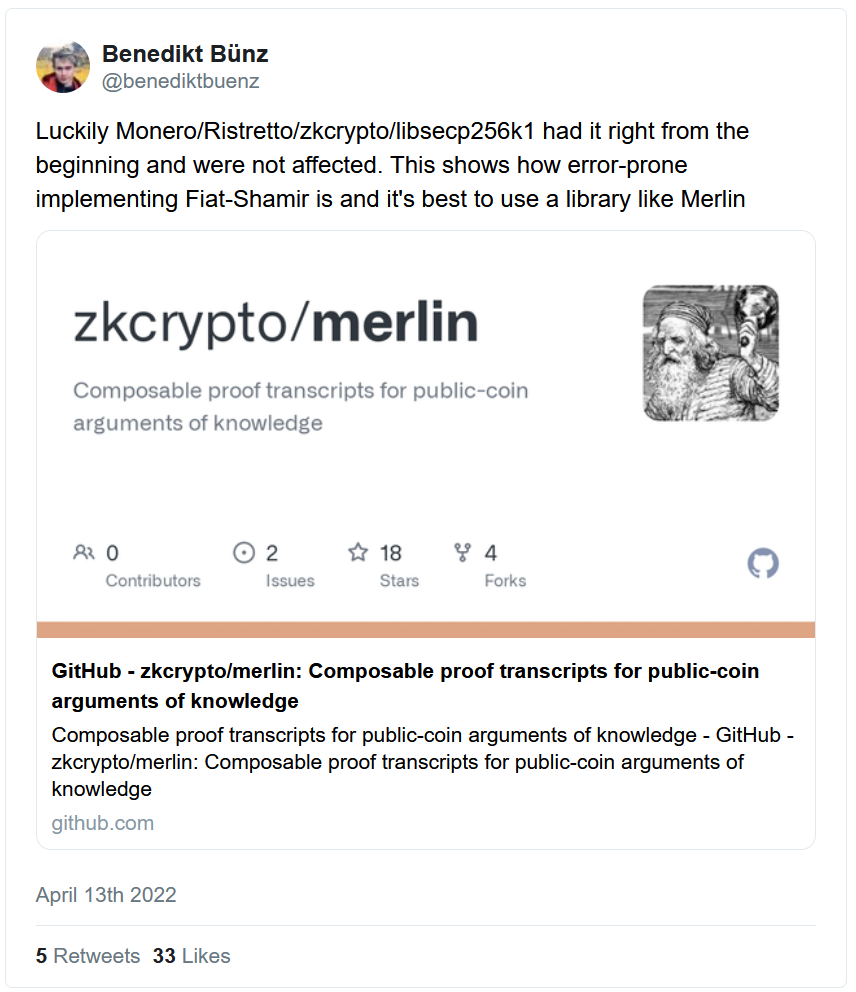 Benedikt Bünz
@benediktbuenz
Luckily Monero/Ristretto/zkcrypto/libsecp256k1 had it right from the
beginning and were not affected. This shows how error-prone
implementing Fiat-Shamir is and it's best to use a library like Merlin
zkcrypto/merlin
Composable proof transcripts for public-coin
arguments of knowledge
0 2 18 4
Contributors Issues Stars Forks
GitHub - zkcrypto/merlin: Composable proof transcripts for public-coin
arguments of knowledge
Composable proof transcripts for public-coin arguments of knowledge - GitHub -
zkcrypto/merlin: Composable proof transcripts for public-coin arguments of
knowledge
github.com
April 13th 2022
5 Retweets 33 Likes